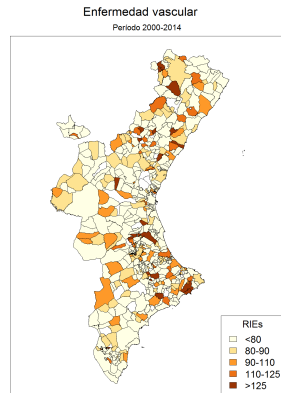 Enfermedad vascular
Periodo 2000-2014
RIEs
<80
80-90
90-110
110-125
>125